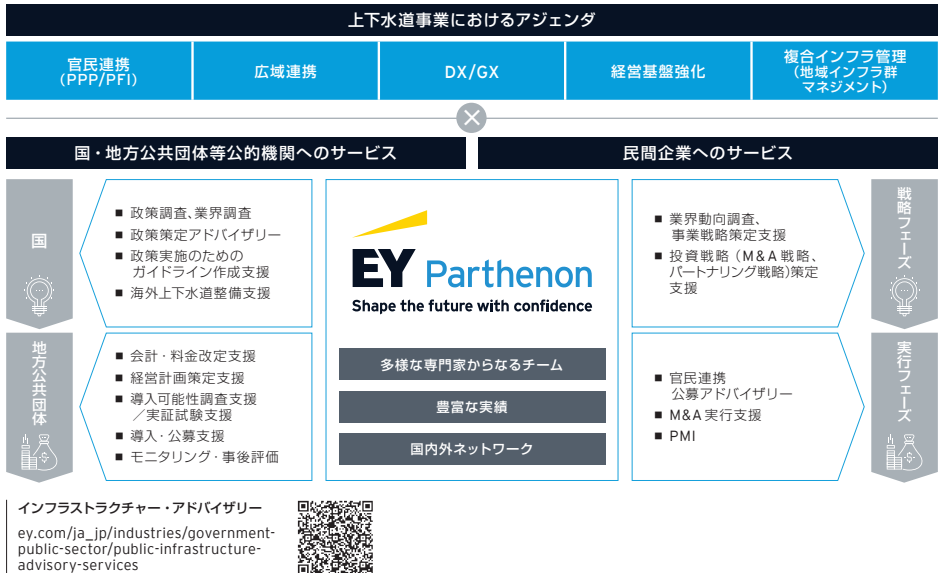 上下水道事業におけるアジェンダ
官民連携
(PPP/PFI)
広域連携
DX/GX
経営基盤強化
複合インフラ管理
(地域インフラ群
マネジメント)
国・地方公共団体等公的機関へのサービス
民間企業へのサービス
国
■ 政策調査、業界調査
■ 政策策定アドバイザリー
■ 政策実施のための
ガイドライン作成支援
■ 海外上下水道整備支援
地方公共団体
■ 会計・料金改定支援
■ 経営計画策定支援
■ 導入可能性調査支援
／実証試験支援
■ 導入・公募支援
■ モニタリング・事後評価
EY Parthenon
Shape the future with confidence
多様な専門家からなるチーム
豊富な実績
国内外ネットワーク
■ 業界動向調査、
事業戦略策定支援
■ 投資戦略（M&A戦略、
パートナリング戦略）策定
支援
戦略フェーズ
■ 官民連携
公募アドバイザリー
■ M&A実行支援
■ PMI
実行フェーズ
インフラストラクチャー・アドバイザリー
ey.com/ja_jp/industries/government-
public-sector/public-infrastructure-
advisory-services